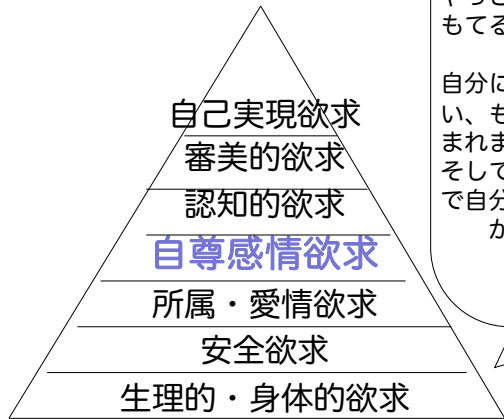 自己実現欲求
審美的欲求
認知的欲求
自尊感情欲求
所属・愛情欲求
安全欲求
生理的・身体的欲求
もてる
自分に
い、も
まれま
そして
で自分